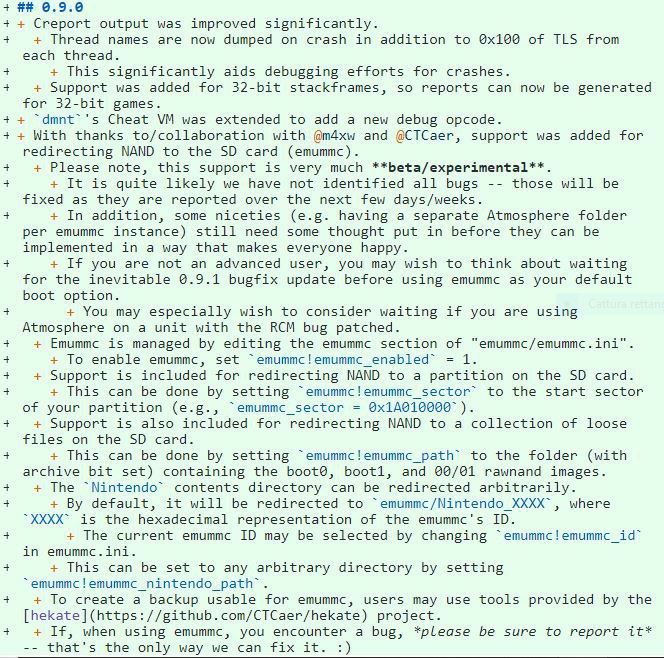 + ## 0.9.0
+ + Creport output was improved significantly.
+   + Thread names are now dumped on crash in addition to 0x100 of TLS from
each thread.
+     + This significantly aids debugging efforts for crashes.
+   + Support was added for 32-bit stackframes, so reports can now be generated
for 32-bit games.
+ + `dmnt`'s Cheat VM was extended to add a new debug opcode.
+ + With thanks to/collaboration with @m4xw and @CTCaer, support was added for
redirecting NAND to the SD card (emummc).
+   + Please note, this support is very much **beta/experimental**.
+     + It is quite likely we have not identified all bugs -- those will be
fixed as they are reported over the next few days/weeks.
+     + In addition, some niceties (e.g. having a separate Atmosphere folder
per emummc instance) still need some thought put in before they can be
implemented in a way that makes everyone happy.
+     + If you are not an advanced user, you may wish to think about waiting
for the inevitable 0.9.1 bugfix update before using emummc as your default
boot option.
Cattura rettan
+       + You may especially wish to consider waiting if you are using
Atmosphere on a unit with the RCM bug patched.
+   + Emummc is managed by editing the emummc section of "emummc/emummc.ini".
+     + To enable emummc, set `emummc!emummc_enabled` = 1.
+   + Support is included for redirecting NAND to a partition on the SD card.
+     + This can be done by setting `emummc!emummc_sector` to the start sector
of your partition (e.g., `emummc_sector = 0x1A010000`).
+   + Support is also included for redirecting NAND to a collection of loose
files on the SD card.
+     + This can be done by setting `emummc!emummc_path` to the folder (with
archive bit set) containing the boot0, boot1, and 00/01 rawnand images.
+   + The `Nintendo` contents directory can be redirected arbitrarily.
+     + By default, it will be redirected to `emummc/Nintendo_XXXX`, where
`XXXX` is the hexadecimal representation of the emummc's ID.
+       + The current emummc ID may be selected by changing `emummc!emummc_id`
in emummc.ini.
+     + This can be set to any arbitrary directory by setting
`emummc!emummc_nintendo_path`.
+   + To create a backup usable for emummc, users may use tools provided by the
[hekate](https://github.com/CTCaer/hekate) project.
+   + If, when using emummc, you encounter a bug, *please be sure to report it*
-- that's the only way we can fix it. :)